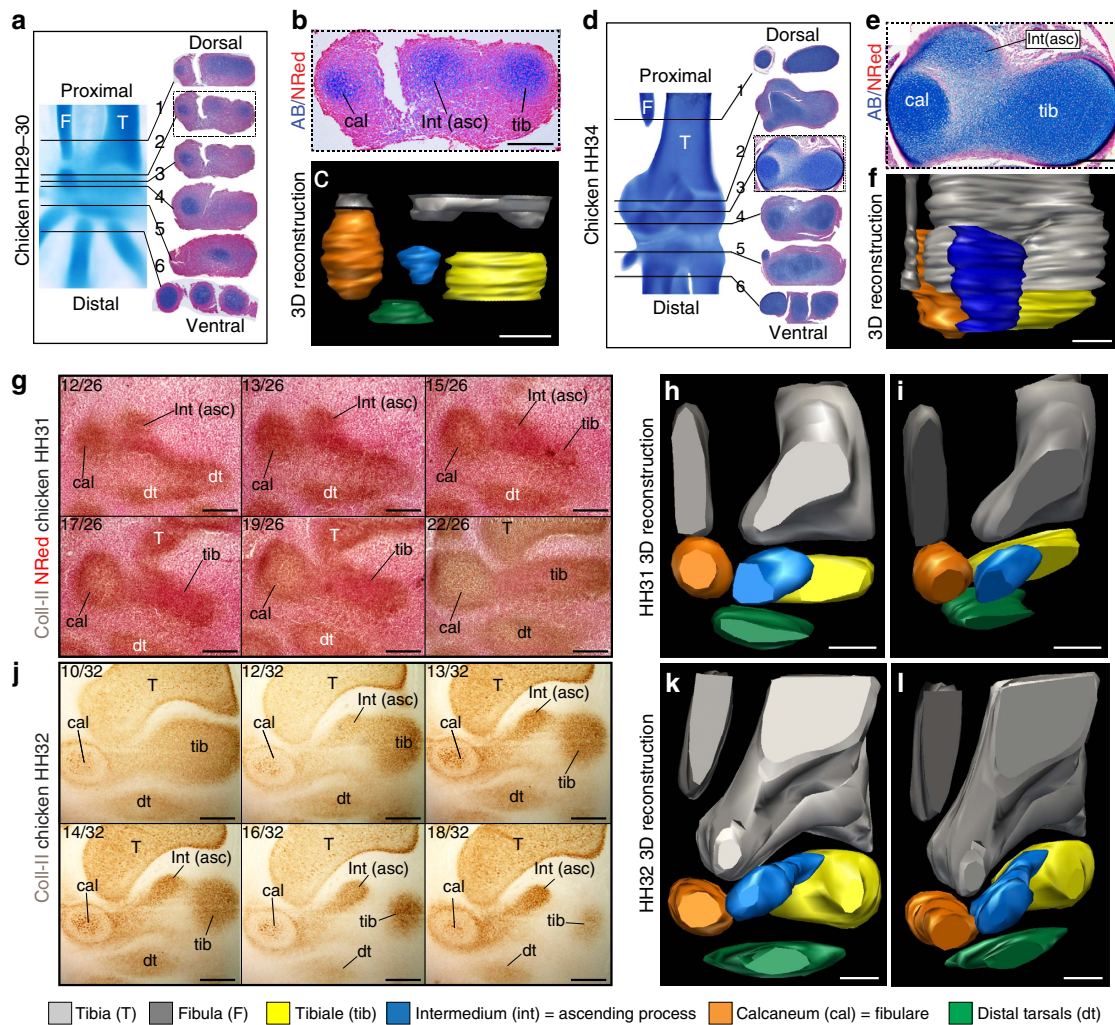 a
Chicken HH29–30
Proximal
F
T
Distal
Dorsal
1
2
3
4
5
6
Ventral
b
AB/NRed
cal
Int (asc)
tib
c
3D reconstruction
d
Chicken HH34
Proximal
F
T
Distal
Dorsal
1
2
3
4
5
6
Ventral
e
AB/NRed
Int(asc)
cal
tib
f
3D reconstruction
g
Coll-II NRed chicken HH31
12/26
Int (asc)
cal
dt
dt
13/26
Int (asc)
cal
dt
15/26
Int (asc)
tib
cal
dt
17/26
T
tib
cal
dt
19/26
T
tib
cal
dt
22/26
T
tib
cal
dt
h
HH31 3D reconstruction
i
j
Coll-II chicken HH32
10/32
T
cal
tib
dt
12/32
T
Int (asc)
cal
tib
dt
13/32
T
Int (asc)
cal
tib
dt
14/32
T
Int (asc)
cal
tib
dt
16/32
T
Int (asc)
cal
tib
dt
18/32
T
Int (asc)
cal
tib
dt
k
HH32 3D reconstruction
l
Tibia (T)
Fibula (F)
Tibiale (tib)
Intermedium (int) = ascending process
Calcaneum (cal) = fibulare
Distal tarsals (dt)